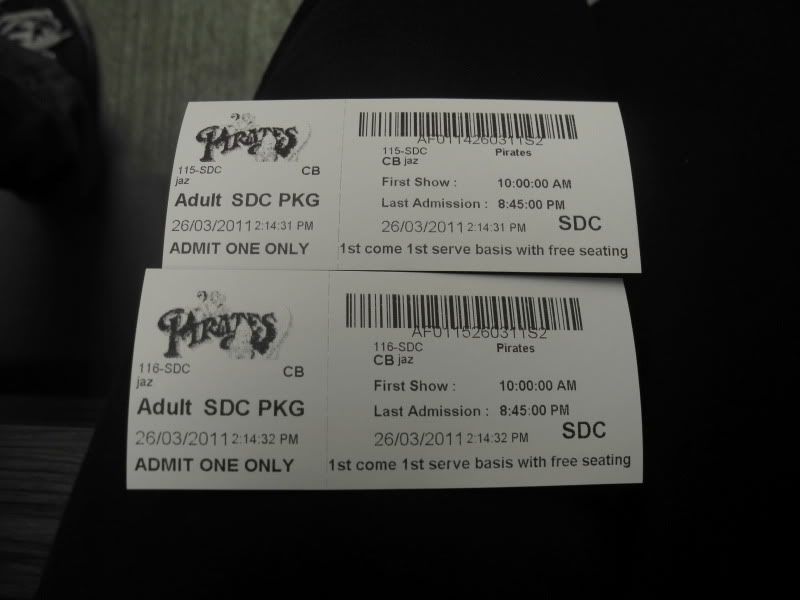 PIRATES
115-SDC CB
jaz
Adult SDC PKG
26/03/2011 2:14:31 PM
ADMIT ONE ONLY
AF0114260311S2
115-SDC Pirates
CB jaz
First Show : 10:00:00 AM
Last Admission : 8:45:00 PM
26/03/2011 2:14:31 PM SDC
1st come 1st serve basis with free seating
PIRATES
116-SDC CB
jaz
Adult SDC PKG
26/03/2011 2:14:32 PM
ADMIT ONE ONLY
AF0115260311S2
116-SDC Pirates
CB jaz
First Show : 10:00:00 AM
Last Admission : 8:45:00 PM
26/03/2011 2:14:32 PM SDC
1st come 1st serve basis with free seating